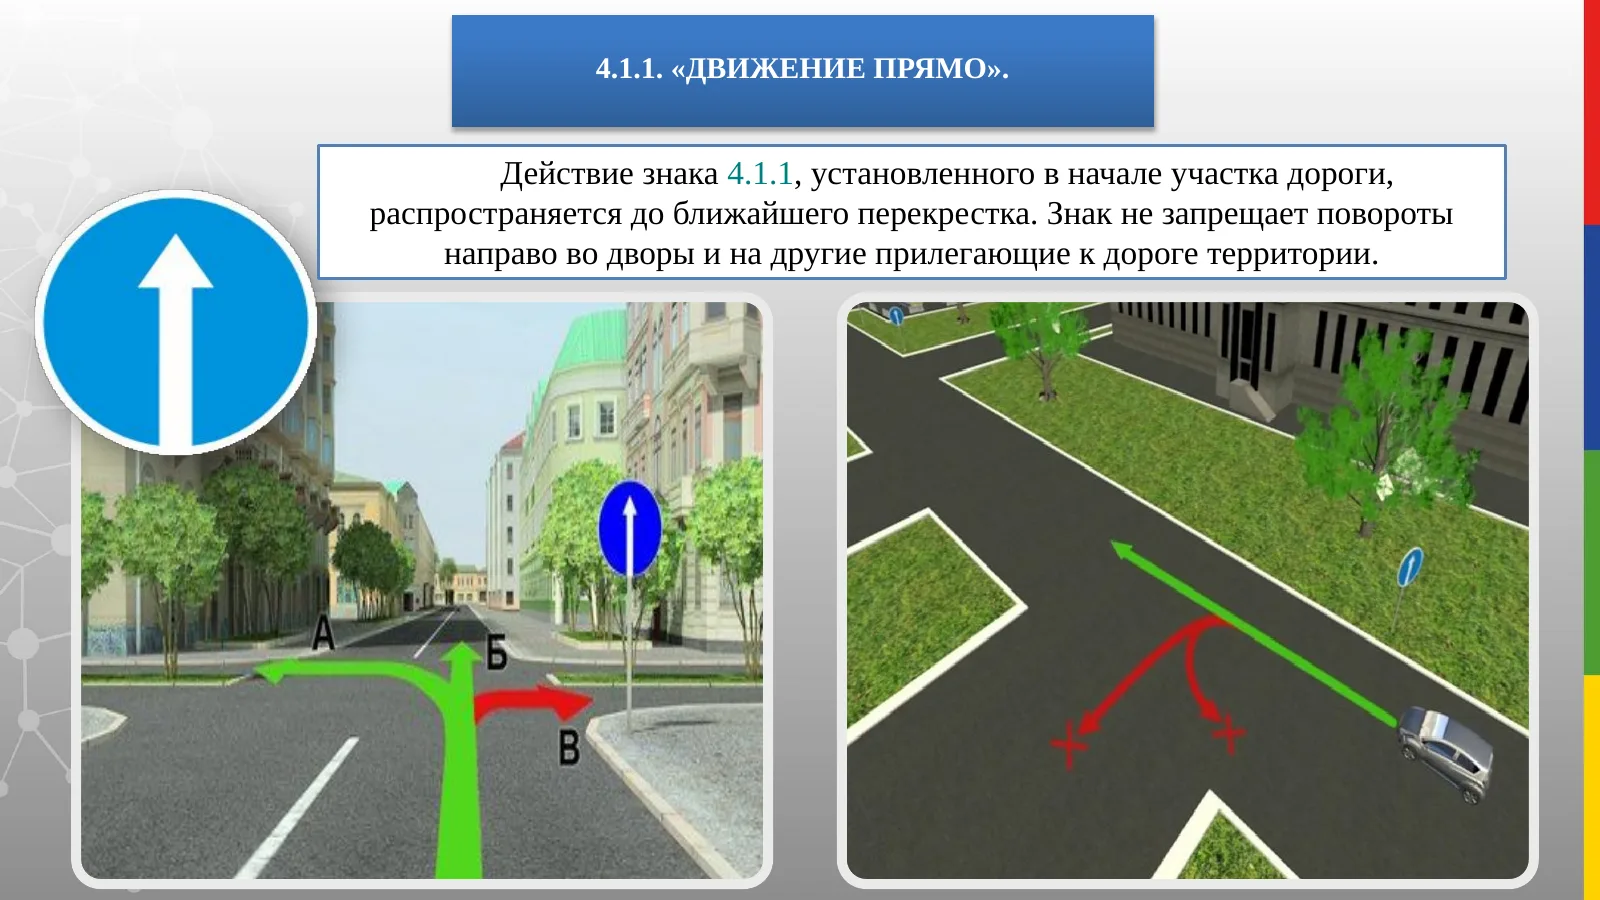 4.1.1. «ДВИЖЕНИЕ ПРЯМО».
Действие знака 4.1.1, установленного в начале участка дороги,
распространяется до ближайшего перекрестка. Знак не запрещает повороты
направо во дворы и на другие прилегающие к дороге территории.
А
Б
В